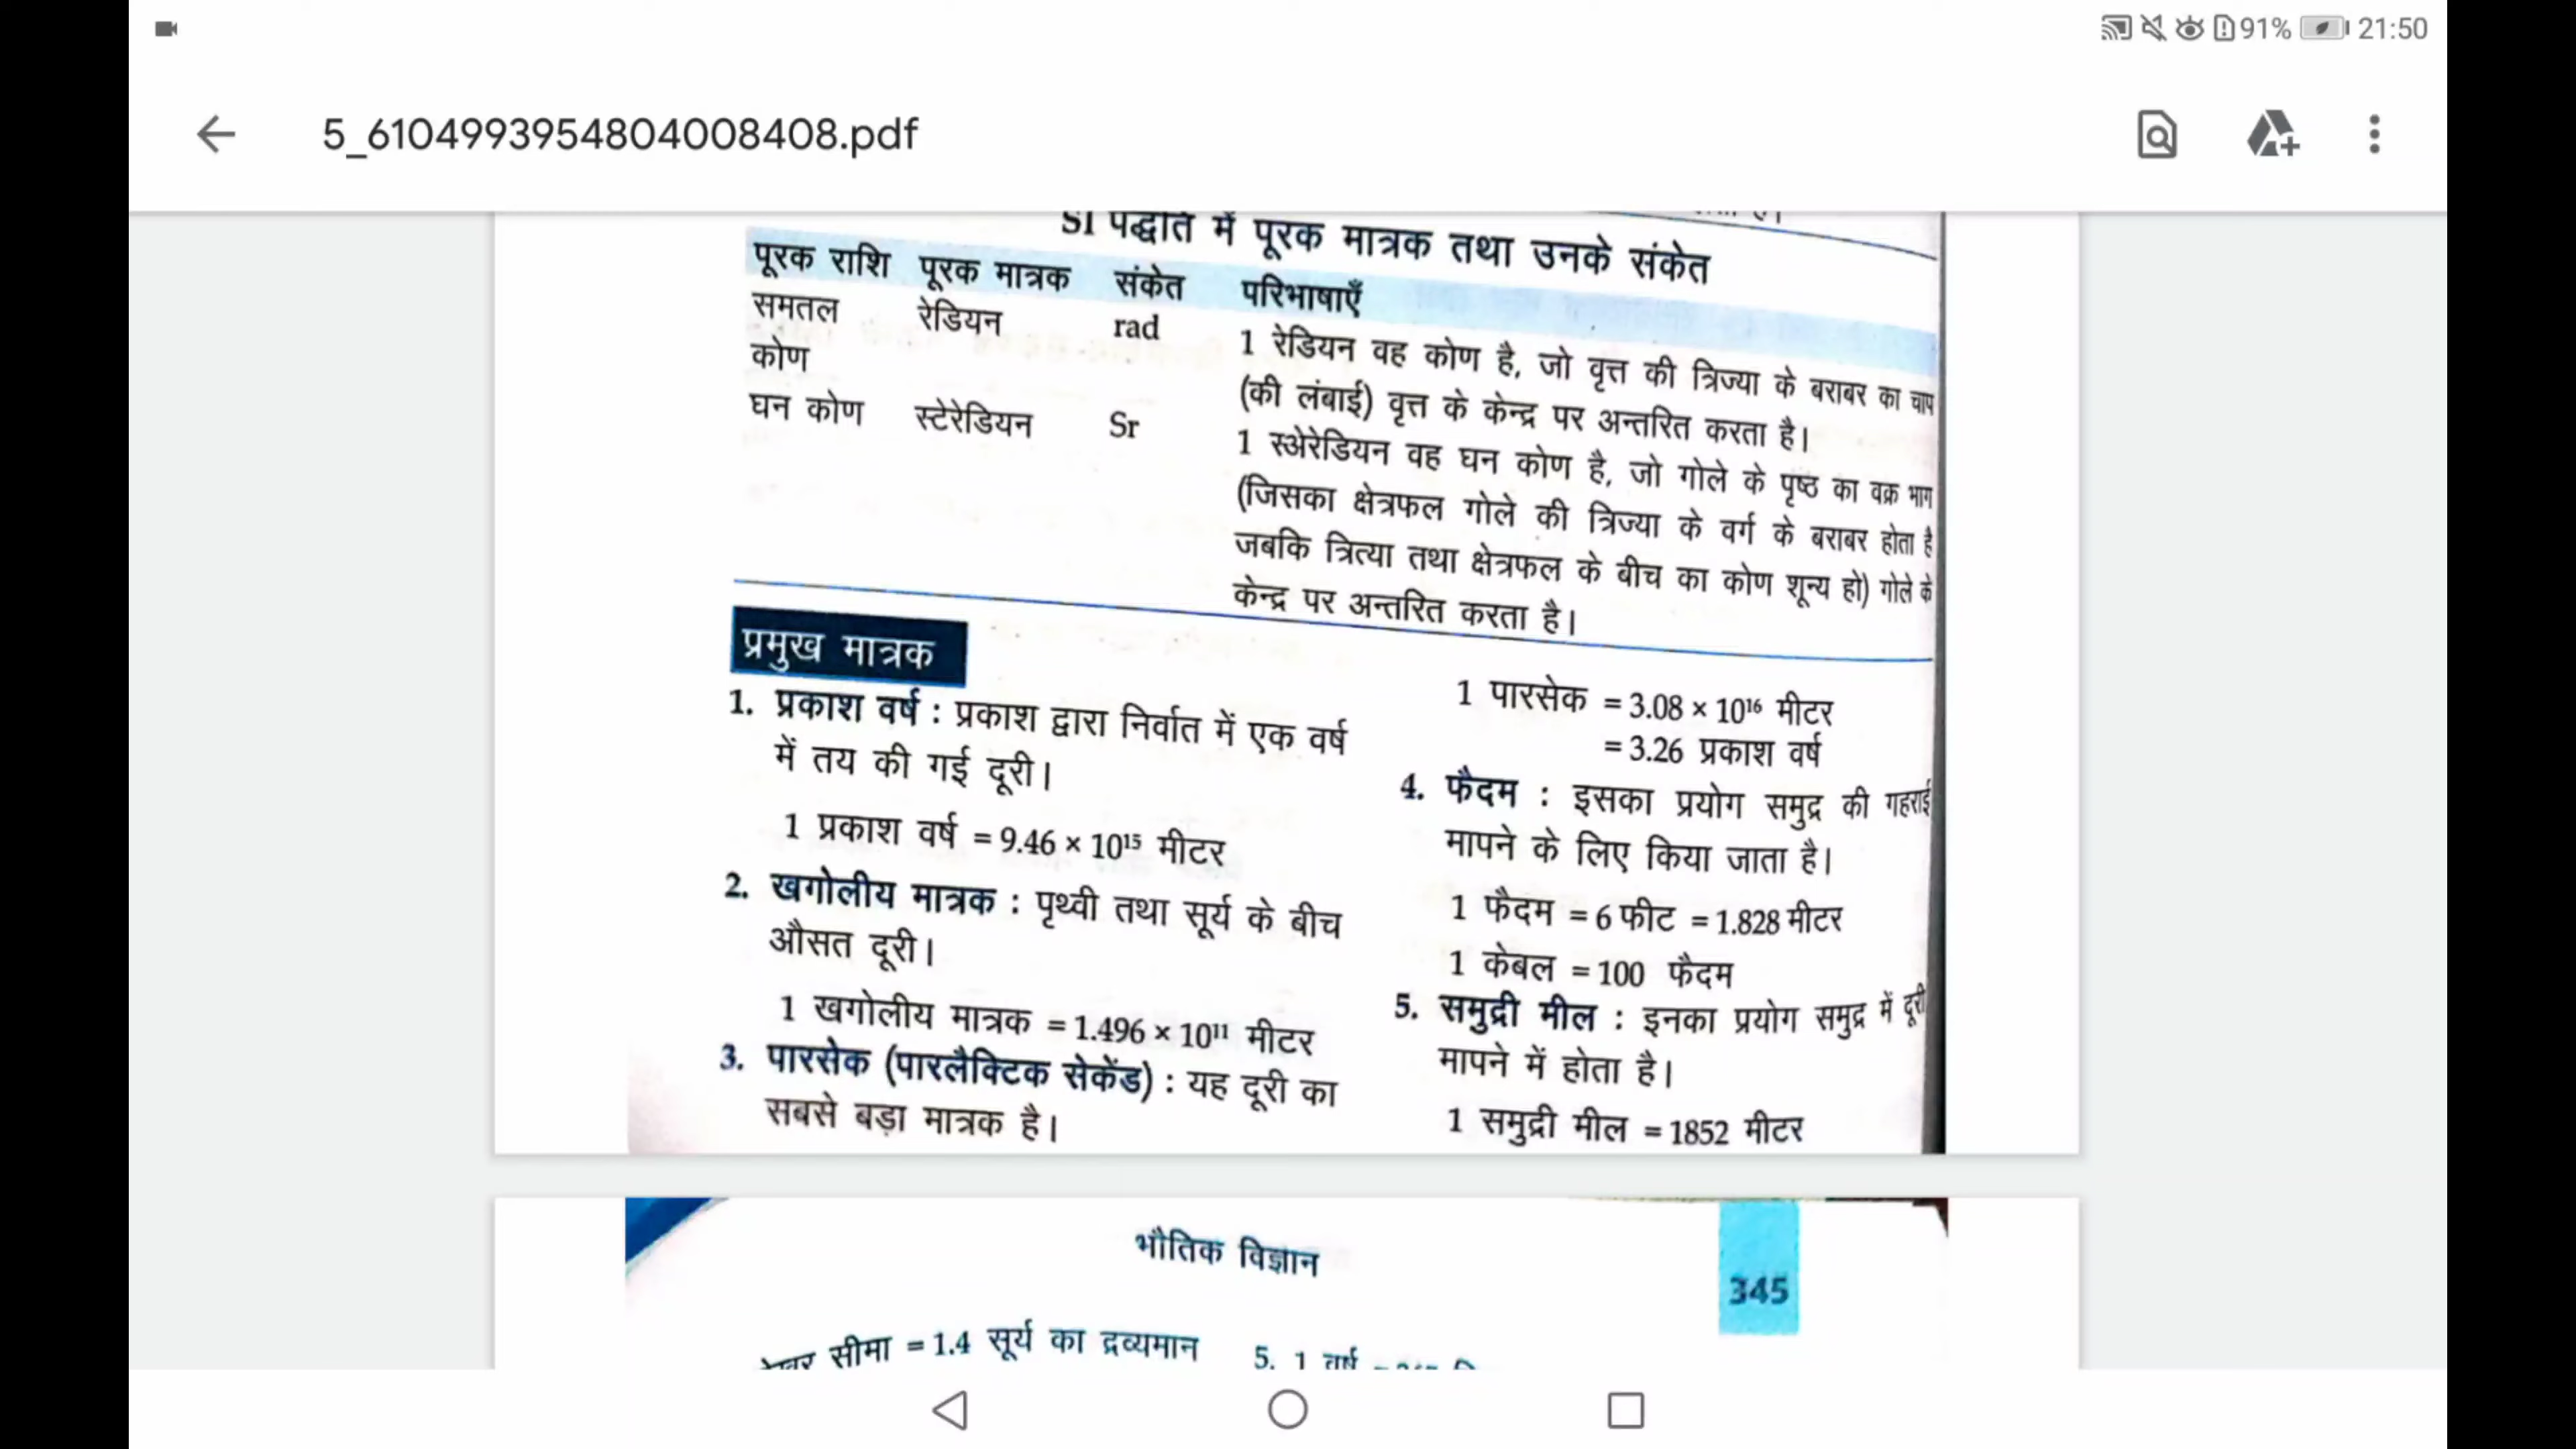 91% 21:50
5_6104993954804008408.pdf
SI पद्धति में पूरक मात्रक तथा उनके संकेत
पूरक राशि पूरक मात्रक संकेत परिभाषाएँ
समतल रेडियन rad 1 रेडियन वह कोण है, जो वृत्त की त्रिज्या के बराबर का चाप
कोण (की लंबाई) वृत्त के केन्द्र पर अन्तरित करता है।
घन कोण स्टेरेडियन Sr 1 स्अेरेडियन वह घन कोण है, जो गोले के पृष्ठ का वक्र भाग
(जिसका क्षेत्रफल गोले की त्रिज्या के वर्ग के बराबर होता है
जबकि त्रित्या तथा क्षेत्रफल के बीच का कोण शून्य हो) गोले के
केन्द्र पर अन्तरित करता है।
प्रमुख मात्रक
1. प्रकाश वर्ष : प्रकाश द्वारा निर्वात में एक वर्ष
में तय की गई दूरी।
1 प्रकाश वर्ष = 9.46 × 10¹⁵ मीटर
2. खगोलीय मात्रक : पृथ्वी तथा सूर्य के बीच
औसत दूरी।
1 खगोलीय मात्रक = 1.496 × 10¹¹ मीटर
3. पारसेक (पारलैक्टिक सेकेंड) : यह दूरी का
सबसे बड़ा मात्रक है।
1 पारसेक = 3.08 × 10¹⁶ मीटर
= 3.26 प्रकाश वर्ष
4. फैदम : इसका प्रयोग समुद्र की गहराई
मापने के लिए किया जाता है।
1 फैदम = 6 फीट = 1.828 मीटर
1 केबल = 100 फैदम
5. समुद्री मील : इनका प्रयोग समुद्र में दूरी
मापने में होता है।
1 समुद्री मील = 1852 मीटर
भौतिक विज्ञान
345
सीमा = 1.4 सूर्य का द्रव्यमान
5. 1 वर्ष